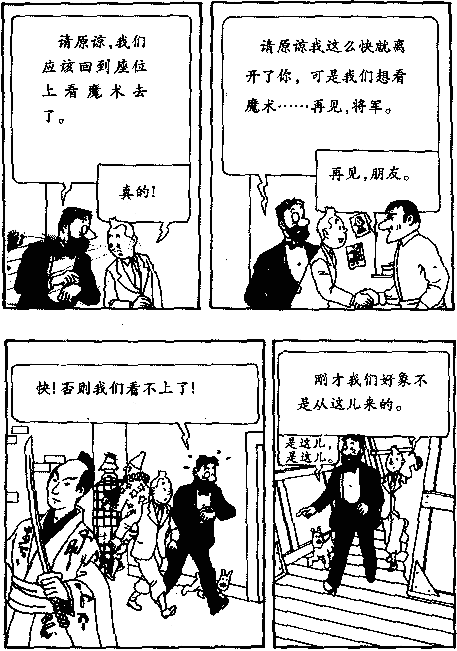 请原谅,我们
应该回到座位
上看魔术去
了。
真的!
请原谅我这么快就离
开了你，可是我们想看
魔术……再见,将军。
再见,朋友。
快!否则我们看不上了!
刚才我们好象不
是从这儿来的。
是这儿,
是这儿。